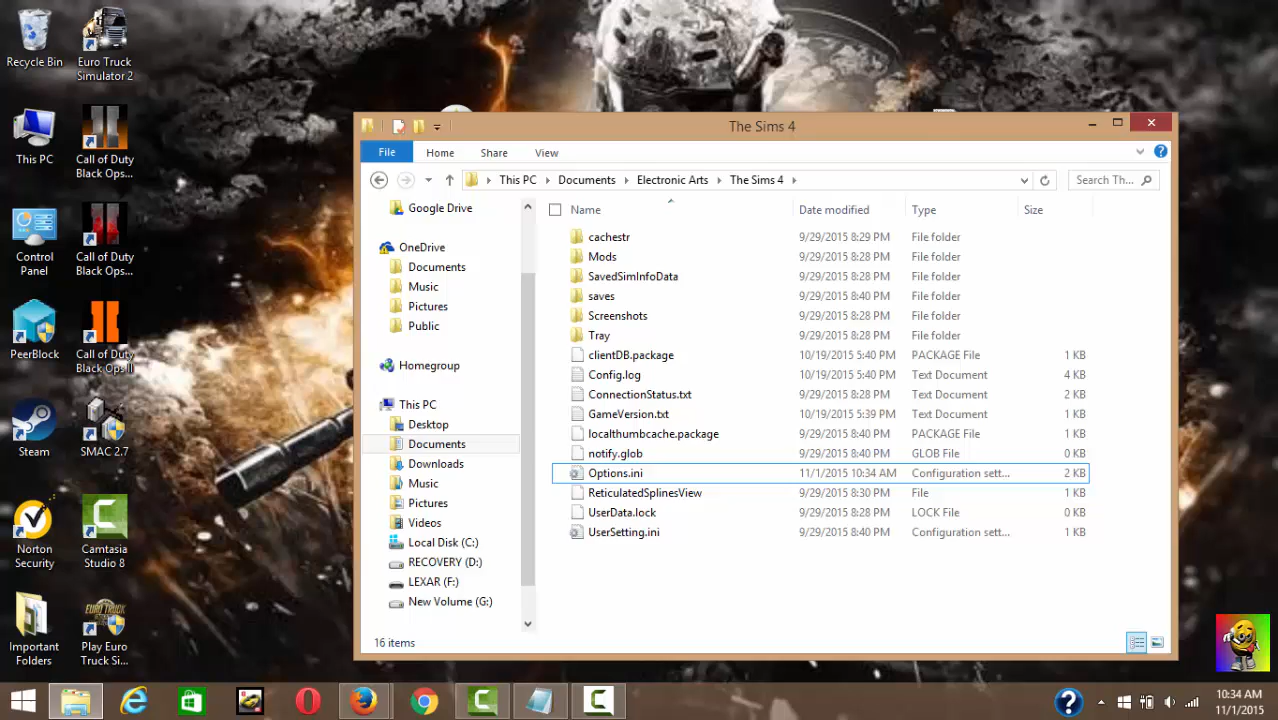 Recycle Bin
Euro Truck
Simulator 2
This PC
Call of Duty
Black Ops...
Control
Panel
Call of Duty
Black Ops...
PeerBlock
Call of Duty
Black Ops II
Steam
SMAC 2.7
Norton
Security
Camtasia
Studio 8
Important
Folders
EURO TRUCK
Play Euro
Truck Si...
The Sims 4
File
Home
Share
View
This PC
Documents
Electronic Arts
The Sims 4
Search Th...
Google Drive
OneDrive
Documents
Music
Pictures
Public
Homegroup
This PC
Desktop
Documents
Downloads
Music
Pictures
Videos
Local Disk (C:)
RECOVERY (D:)
LEXAR (F:)
New Volume (G:)
Name Date modified Type Size
cachestr 9/29/2015 8:29 PM File folder
Mods 9/29/2015 8:28 PM File folder
SavedSimInfoData 9/29/2015 8:28 PM File folder
saves 9/29/2015 8:40 PM File folder
Screenshots 9/29/2015 8:28 PM File folder
Tray 9/29/2015 8:28 PM File folder
clientDB.package 10/19/2015 5:40 PM PACKAGE File 1 KB
Config.log 10/19/2015 5:40 PM Text Document 4 KB
ConnectionStatus.txt 9/29/2015 8:28 PM Text Document 2 KB
GameVersion.txt 10/19/2015 5:39 PM Text Document 1 KB
localthumbcache.package 9/29/2015 8:40 PM PACKAGE File 1 KB
notify.glob 9/29/2015 8:40 PM GLOB File 0 KB
Options.ini 11/1/2015 10:34 AM Configuration sett... 2 KB
ReticulatedSplinesView 9/29/2015 8:30 PM File 1 KB
UserData.lock 9/29/2015 8:28 PM LOCK File 0 KB
UserSetting.ini 9/29/2015 8:40 PM Configuration sett... 1 KB
16 items
10:34 AM
11/1/2015